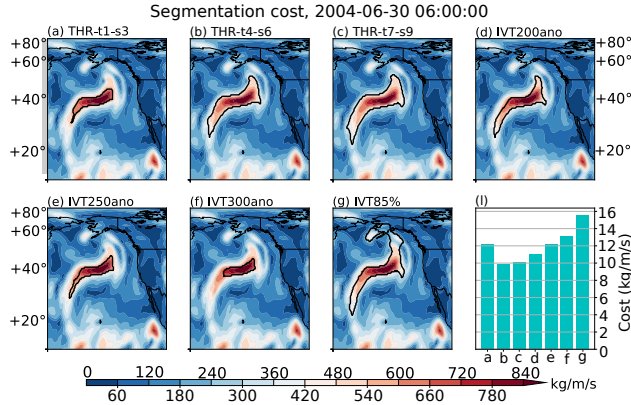 Segmentation cost, 2004-06-30 06:00:00
(a) THR-t1-s3
(b) THR-t4-s6
(c) THR-t7-s9
(d) IVT200ano
+80°
+60°
+40°
+20°
+80°
+60°
+40°
+20°
(e) IVT250ano
(f) IVT300ano
(g) IVT85%
(l)
+80°
+60°
+40°
+20°
16
14
12
10
8
6
4
2
0
Cost (kg/m/s)
a b c d e f g
0 120 240 360 480 600 720 840
60 180 300 420 540 660 780
kg/m/s